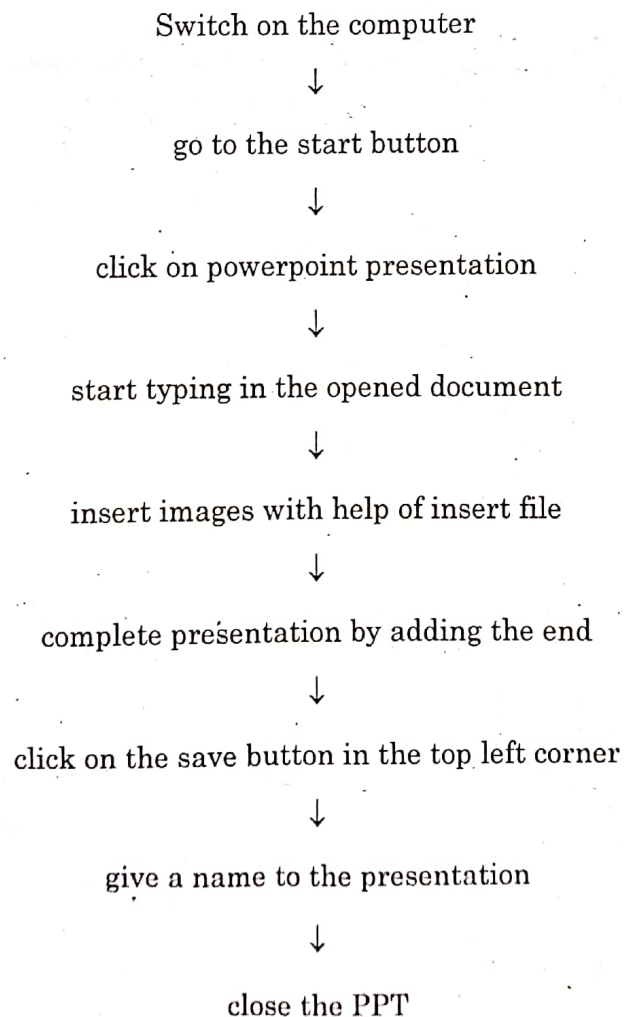 Switch on the computer
↓
go to the start button
↓
click on powerpoint presentation
↓
start typing in the opened document
↓
insert images with help of insert file
↓
complete presentation by adding the end
↓
click on the save button in the top left corner
↓
give a name to the presentation
↓
close the PPT